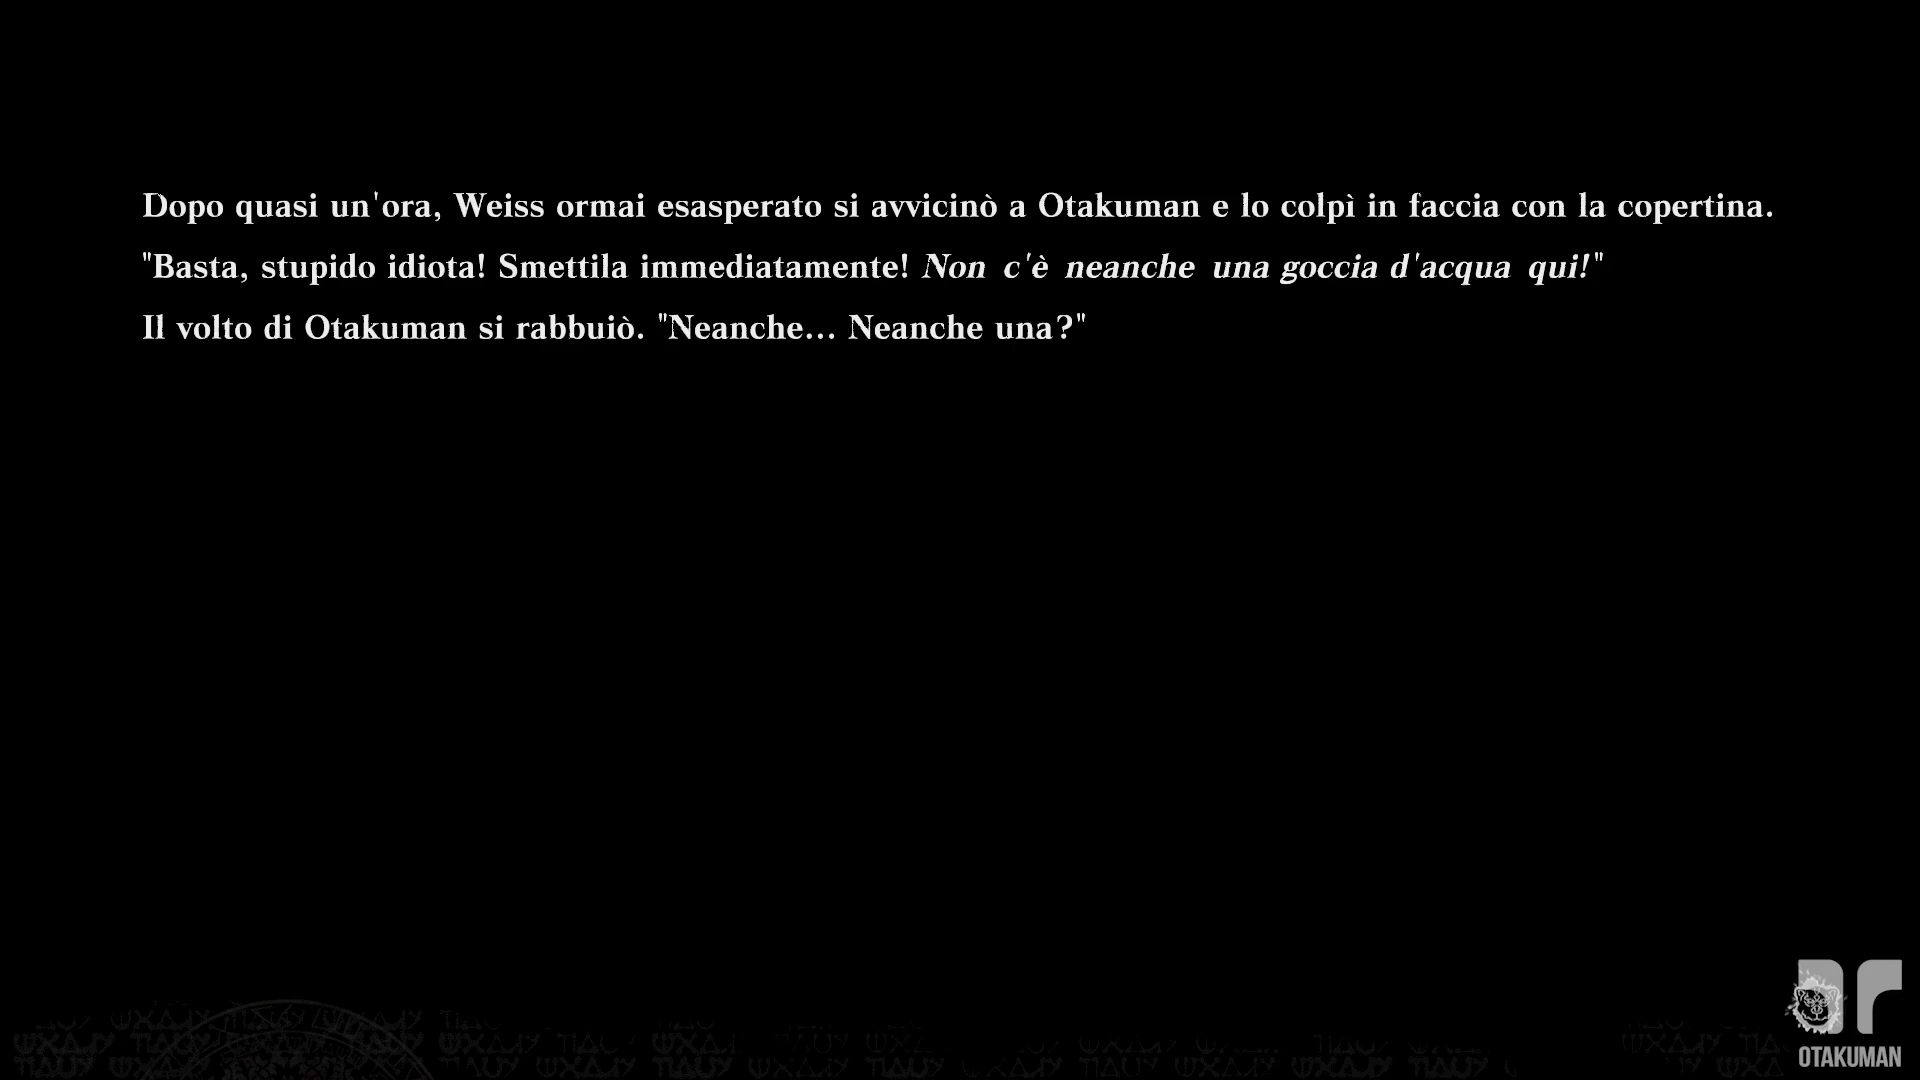 Dopo quasi un'ora, Weiss ormai esasperato si avvicinò a Otakuman e lo colpì in faccia con la copertina.
"Basta, stupido idiota! Smettila immediatamente! Non c'è neanche una goccia d'acqua qui!"
Il volto di Otakuman si rabbuiò. "Neanche... Neanche una?"
OTAKUMAN